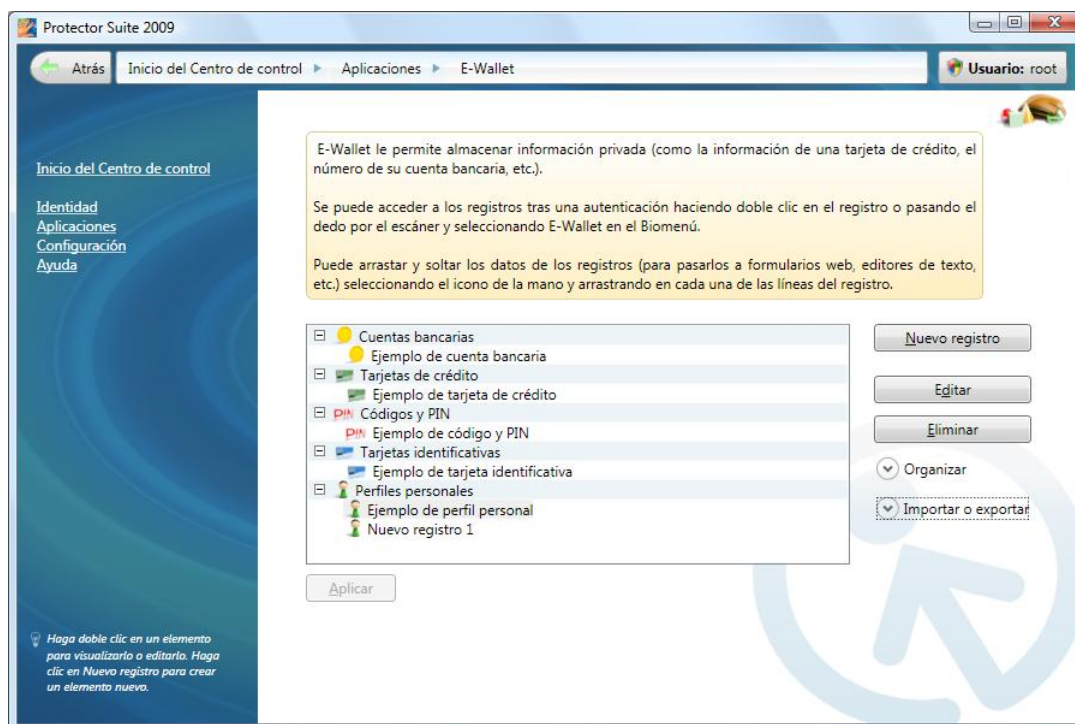 Protector Suite 2009
Atrás
Inicio del Centro de control
Aplicaciones
E-Wallet
Usuario: root
Inicio del Centro de control
Identidad
Aplicaciones
Configuración
Ayuda
E-Wallet le permite almacenar información privada (como la información de una tarjeta de crédito, el
número de su cuenta bancaria, etc.).
Se puede acceder a los registros tras una autenticación haciendo doble clic en el registro o pasando el
dedo por el escáner y seleccionando E-Wallet en el Biomenú.
Puede arrastar y soltar los datos de los registros (para pasarlos a formularios web, editores de texto,
etc.) seleccionando el icono de la mano y arrastrando en cada una de las líneas del registro.
Cuentas bancarias
Ejemplo de cuenta bancaria
Tarjetas de crédito
Ejemplo de tarjeta de crédito
PIN Códigos y PIN
PIN Ejemplo de código y PIN
Tarjetas identificativas
Ejemplo de tarjeta identificativa
Perfiles personales
Ejemplo de perfil personal
Nuevo registro 1
Nuevo registro
Editar
Eliminar
Organizar
Importar o exportar
Aplicar
Haga doble clic en un elemento
para visualizarlo o editarlo. Haga
clic en Nuevo registro para crear
un elemento nuevo.